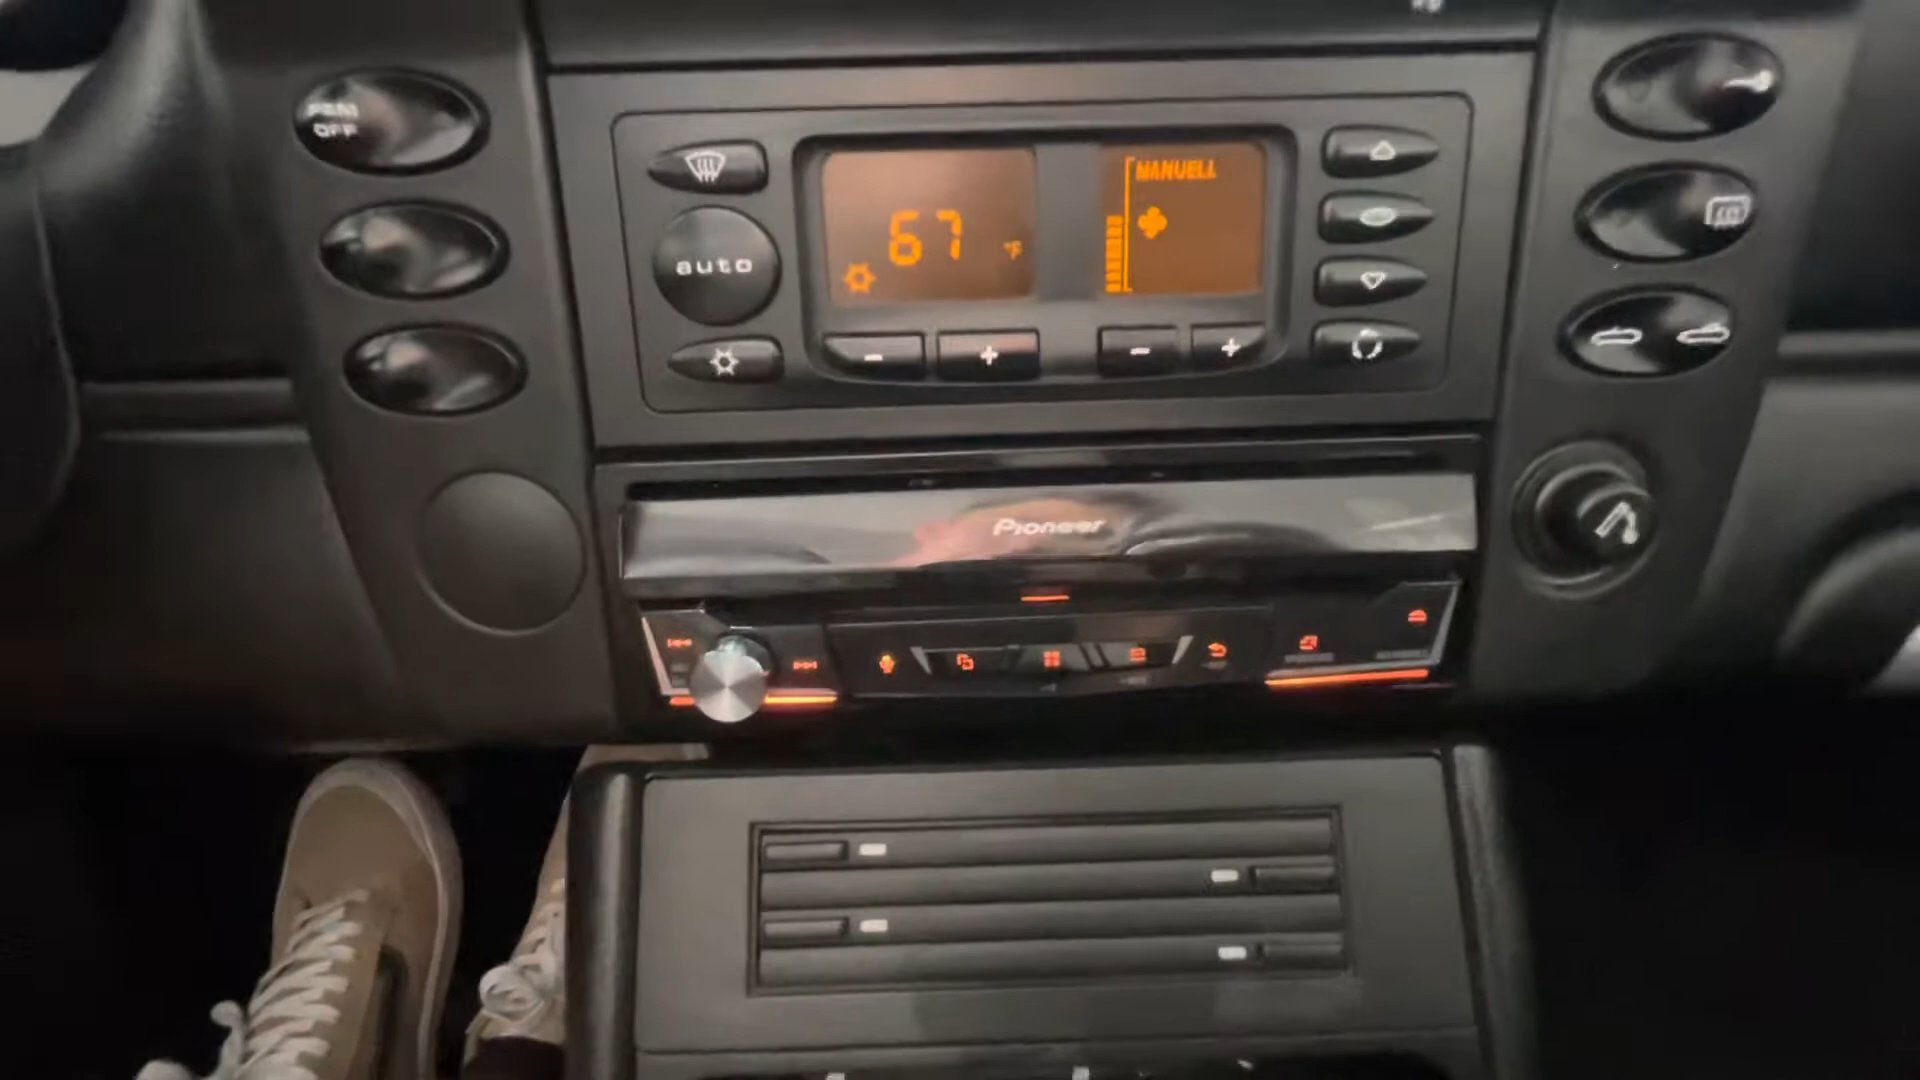 PSM
OFF
MANUELL
67 °F
auto
- +
- +
Pioneer